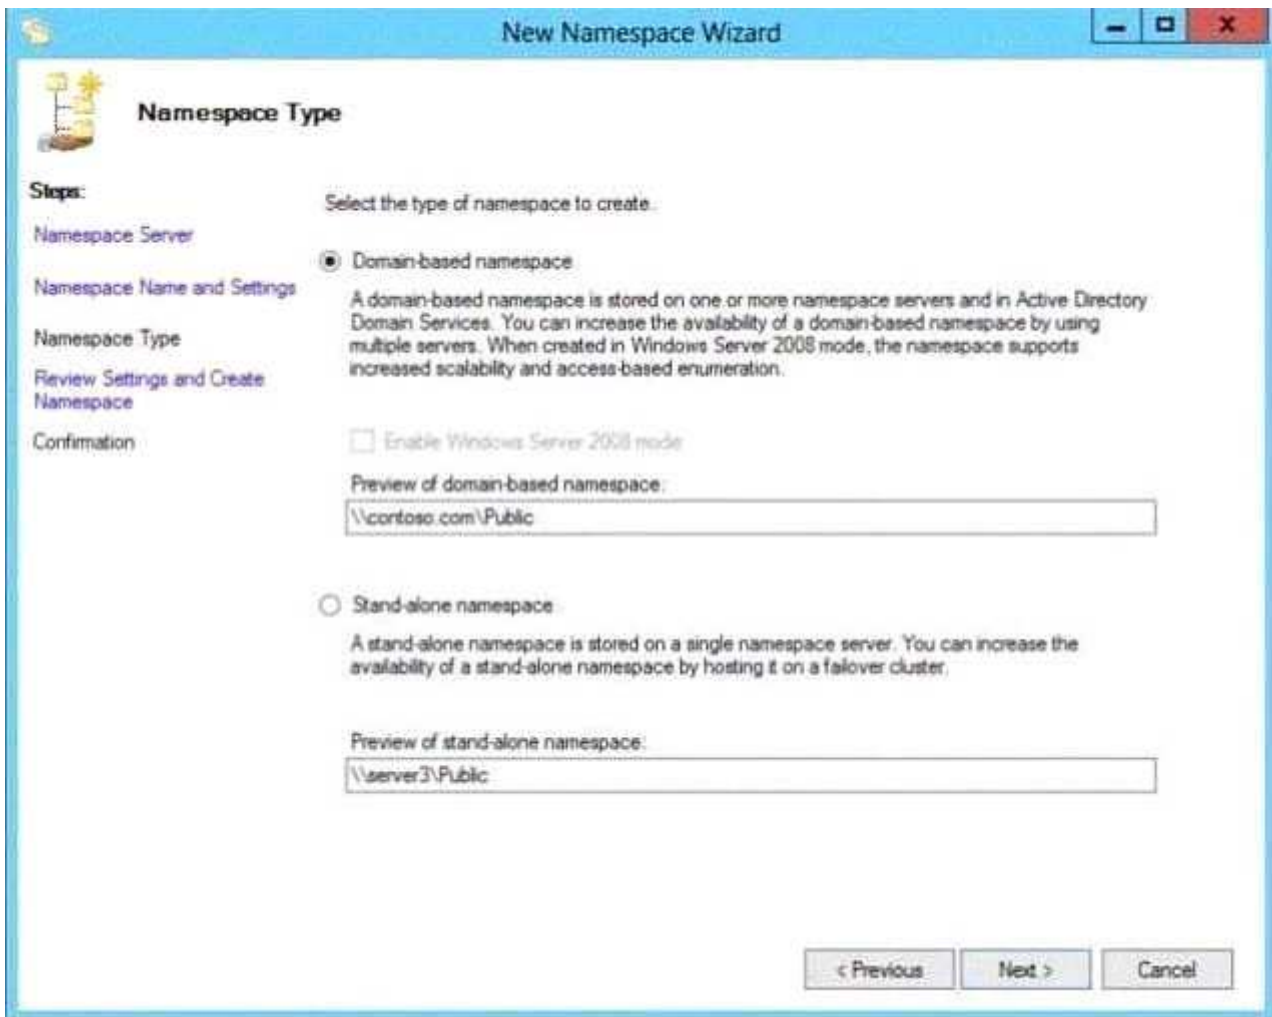 New Namespace Wizard
Namespace Type
Steps:
Namespace Server
Namespace Name and Settings
Namespace Type
Review Settings and Create
Namespace
Confirmation
Select the type of namespace to create.
Domain-based namespace
A domain-based namespace is stored on one or more namespace servers and in Active Directory
Domain Services. You can increase the availability of a domain-based namespace by using
multiple servers. When created in Windows Server 2008 mode, the namespace supports
increased scalability and access-based enumeration.
Enable Windows Server 2008 mode
Preview of domain-based namespace:
\\contoso.com\Public
Stand-alone namespace
A stand-alone namespace is stored on a single namespace server. You can increase the
availability of a stand-alone namespace by hosting it on a failover cluster.
Preview of stand-alone namespace:
\\server3\Public
< Previous
Next >
Cancel